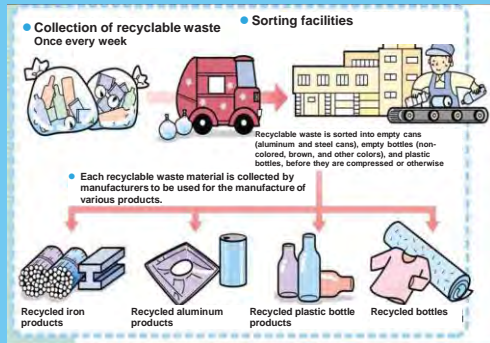 Collection of recyclable waste
Once every week
Sorting facilities
Recyclable waste is sorted into empty cans
(aluminum and steel cans), empty bottles (non-
colored, brown, and other colors), and plastic
bottles, before they are compressed or otherwise
Each recyclable waste material is collected by
manufacturers to be used for the manufacture of
various products.
Recycled iron
products
Recycled aluminum
products
Recycled plastic bottle
products
Recycled bottles